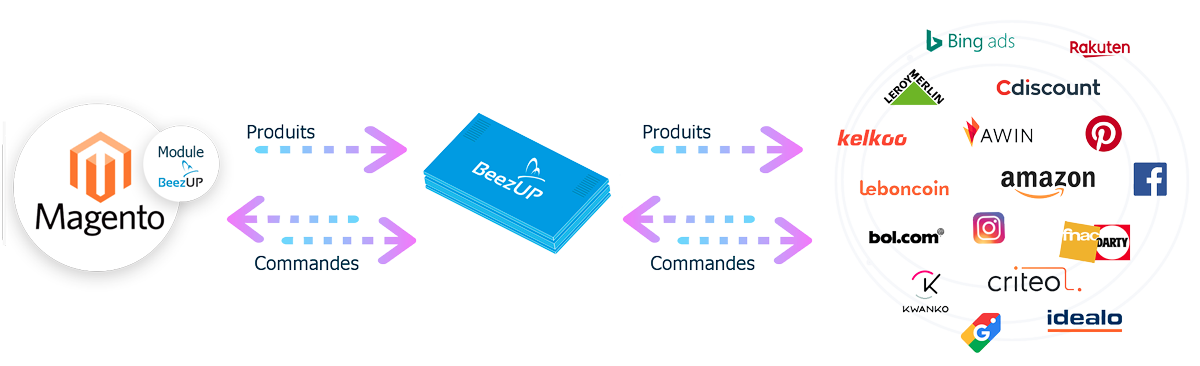 Magento
Module
BeezUP
Produits
Commandes
BeezUP
Produits
Commandes
Bing ads
Rakuten
LEROY MERLIN
Cdiscount
kelkoo
AWIN
leboncoin
amazon
bol.com
fnac
DARTY
criteo
KWANKO
G
idealo